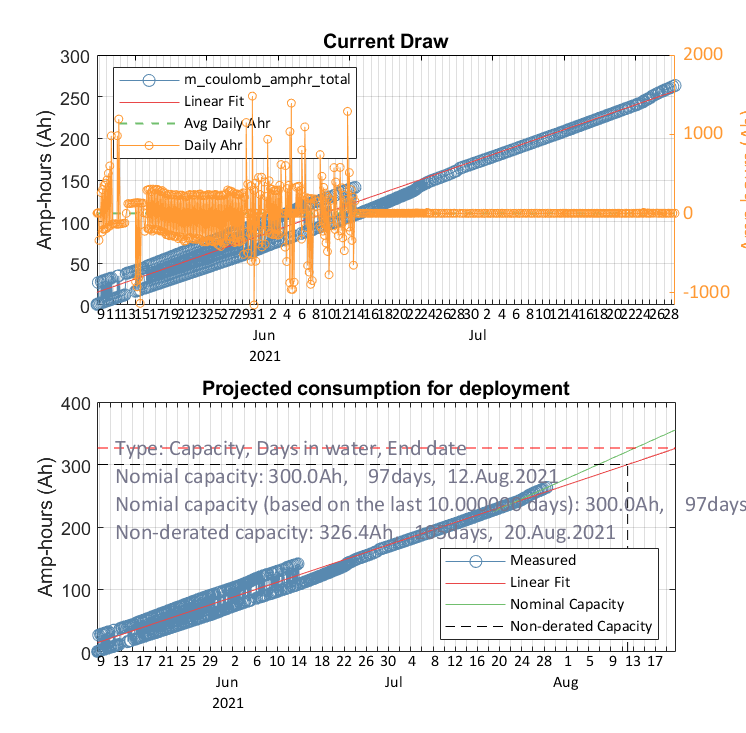 Current Draw
300
250
200
150
100
50
0
Amp-hours (Ah)
2000
1000
0
-1000
m_coulomb_amphr_total
Linear Fit
Avg Daily Ahr
Daily Ahr
9 11 13 15 17 19 21 23 25 27 29 31 2 4 6 8 10 12 14 16 18 20 22 24 26 28 30 2 4 6 8 10 12 14 16 18 20 22 24 26 28
Jun Jul
2021
Projected consumption for deployment
400
300
200
100
0
Amp-hours (Ah)
Type: Capacity, Days in water, End date
Nomial capacity: 300.0Ah, 97days, 12.Aug.2021
Nomial capacity (based on the last 10.000000 days): 300.0Ah, 97days
Non-derated capacity: 326.4Ah, 105days, 20.Aug.2021
Measured
Linear Fit
Nominal Capacity
Non-derated Capacity
9 13 17 21 25 29 2 6 10 14 18 22 26 30 4 8 12 16 20 24 28 1 5 9 13 17
Jun Jul Aug
2021